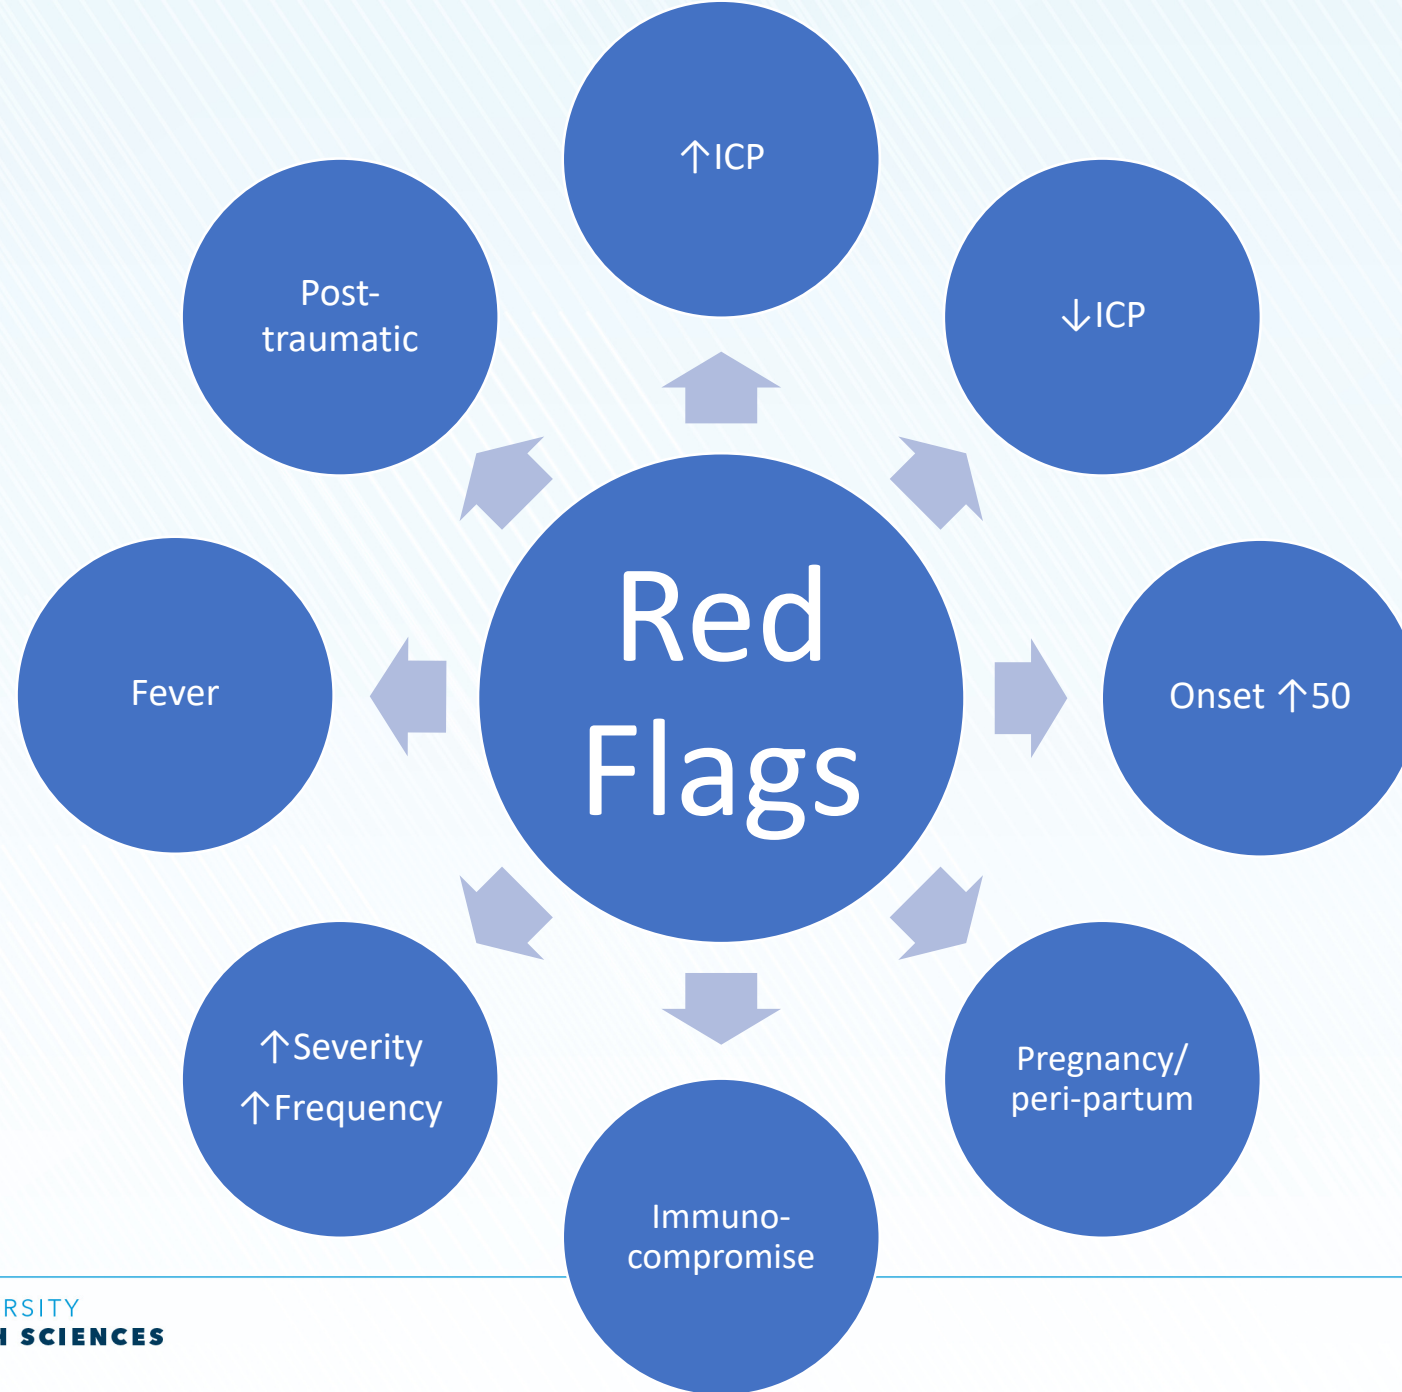 ↑ICP
Post-
traumatic
↓ICP
Red
Flags
Fever
Onset ↑50
↑Severity
↑Frequency
Pregnancy/
peri-partum
Immuno-
compromise
RSITY
H SCIENCES